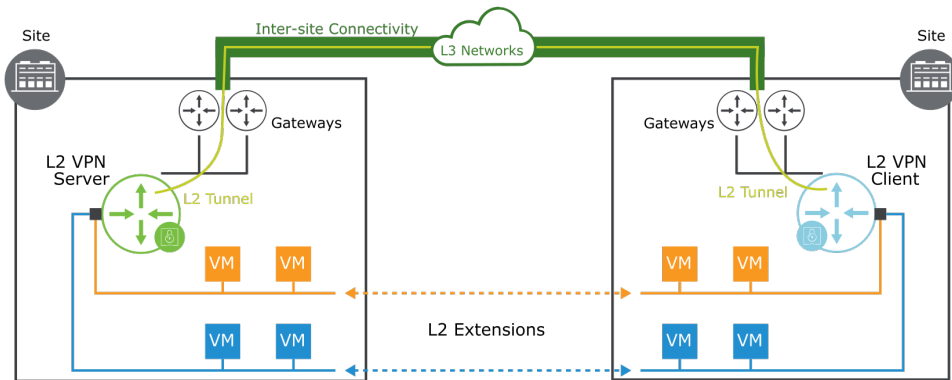 Site
Inter-site Connectivity
L3 Networks
Site
Gateways
Gateways
L2 VPN
Server
L2 Tunnel
L2 Tunnel
L2 VPN
Client
VM
VM
VM
VM
L2 Extensions
VM
VM
VM
VM